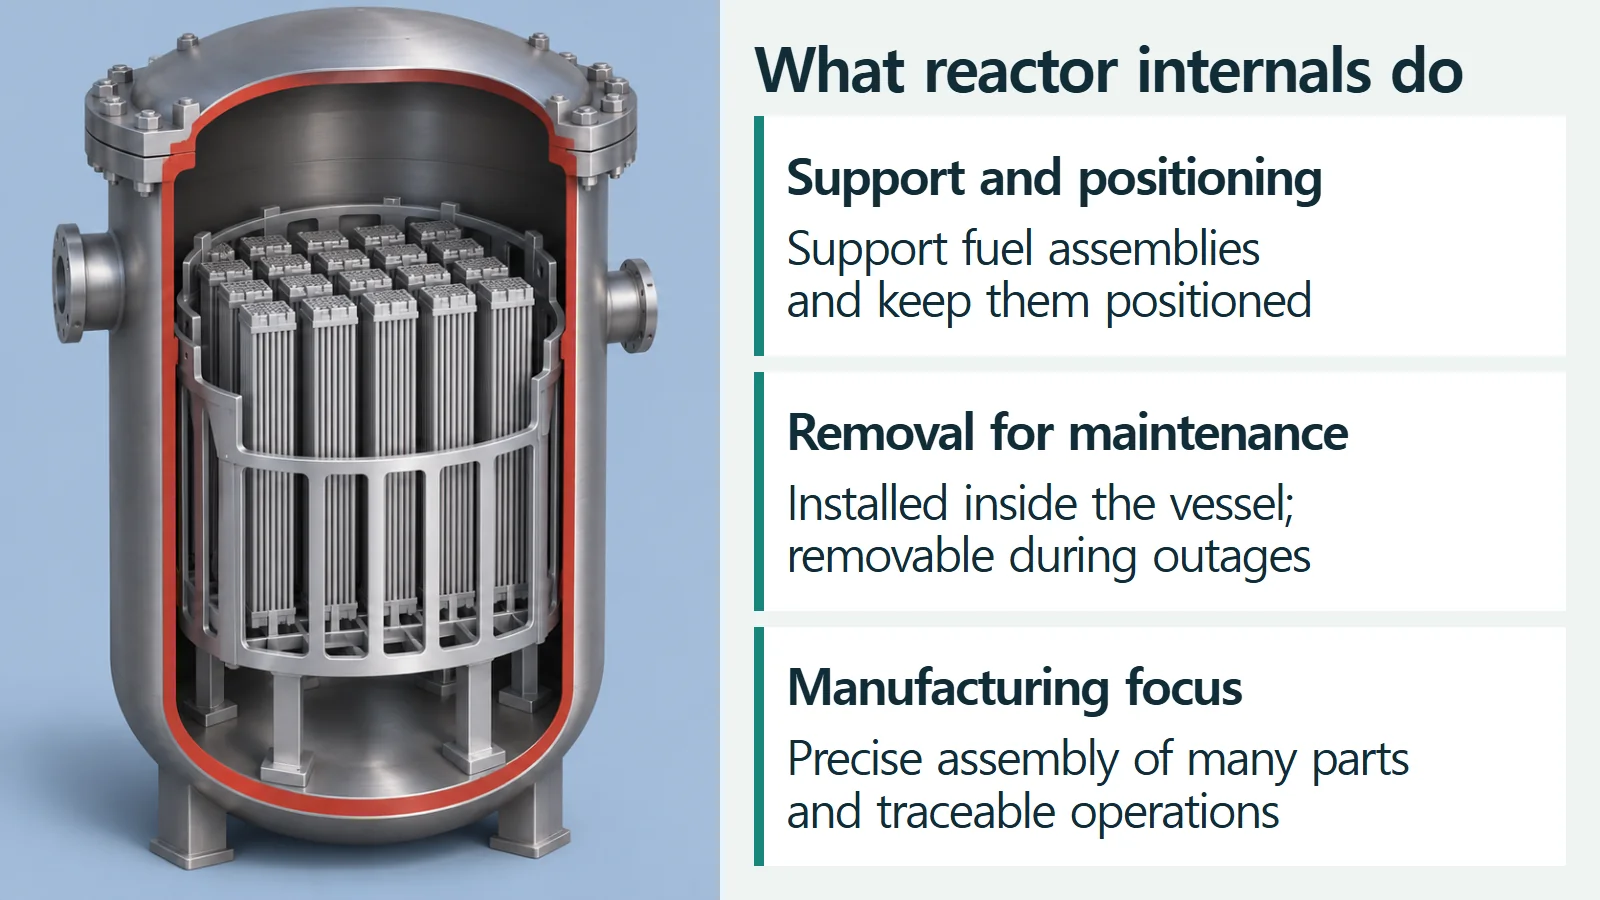 What reactor internals do
Support and positioning
Support fuel assemblies
and keep them positioned
Removal for maintenance
Installed inside the vessel;
removable during outages
Manufacturing focus
Precise assembly of many parts
and traceable operations